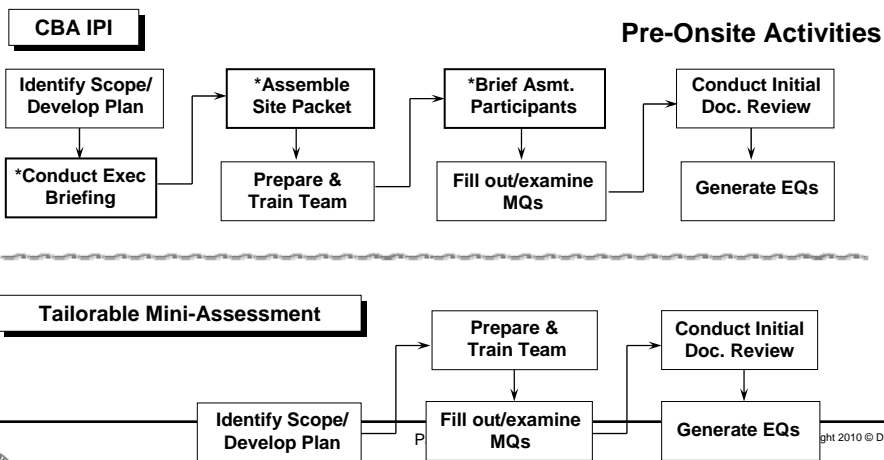 CBA IPI
Pre-Onsite Activities
Identify Scope/
Develop Plan
*Conduct Exec
Briefing
*Assemble
Site Packet
Prepare &
Train Team
*Brief Asmt.
Participants
Fill out/examine
MQs
Conduct Initial
Doc. Review
Generate EQs
Tailorable Mini-Assessment
Identify Scope/
Develop Plan
Prepare &
Train Team
Fill out/examine
MQs
Conduct Initial
Doc. Review
Generate EQs
2010 ©